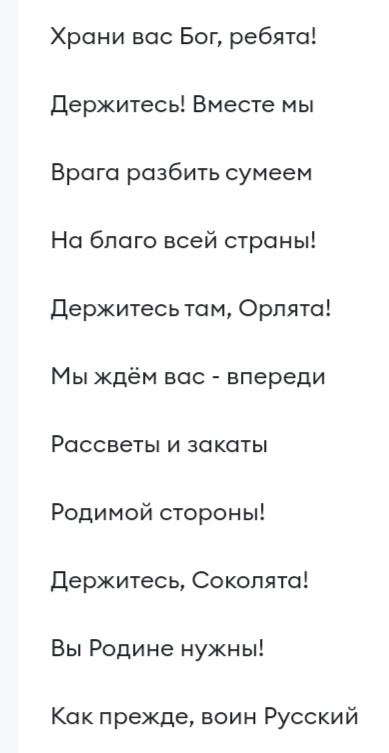 Храни вас Бог, ребята!
Держитесь! Вместе мы
Врага разбить сумеем
На благо всей страны!
Держитесь там, Орлята!
Мы ждём вас - впереди
Рассветы и закаты
Родимой стороны!
Держитесь, Соколята!
Вы Родине нужны!
Как прежде, воин Русский